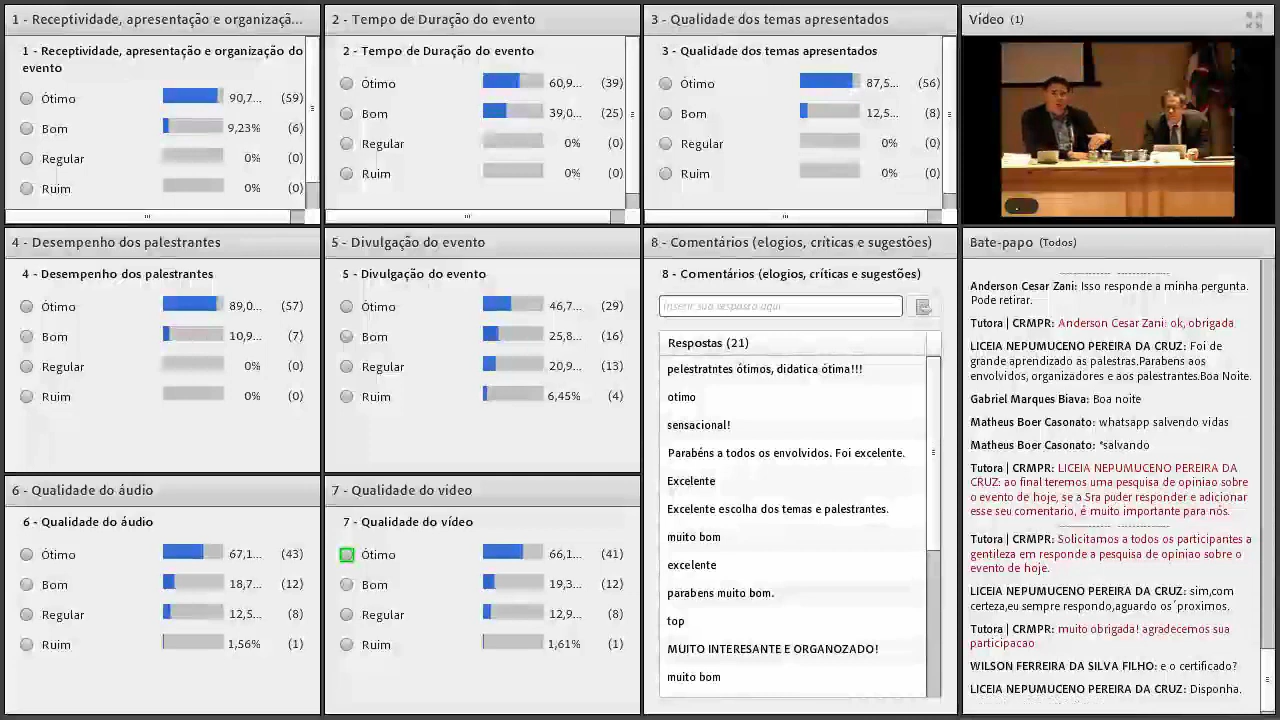 1 - Receptividade, apresentação e organizaçã...
1 - Receptividade, apresentação e organização do
evento
Ótimo 90,7... (59)
Bom 9,23% (6)
Regular 0% (0)
Ruim 0% (0)
2 - Tempo de Duração do evento
2 - Tempo de Duração do evento
Ótimo 60,9... (39)
Bom 39,0... (25)
Regular 0% (0)
Ruim 0% (0)
3 - Qualidade dos temas apresentados
3 - Qualidade dos temas apresentados
Ótimo 87,5... (56)
Bom 12,5... (8)
Regular 0% (0)
Ruim 0% (0)
Vídeo (1)
4 - Desempenho dos palestrantes
4 - Desempenho dos palestrantes
Ótimo 89,0... (57)
Bom 10,9... (7)
Regular 0% (0)
Ruim 0% (0)
5 - Divulgação do evento
5 - Divulgação do evento
Ótimo 46,7... (29)
Bom 25,8... (16)
Regular 20,9... (13)
Ruim 6,45% (4)
8 - Comentários (elogios, críticas e sugestões)
8 - Comentários (elogios, críticas e sugestões)
Inserir sua resposta aqui
Respostas (21)
pelestratntes ótimos, didatica ótima!!!
otimo
sensacional!
Parabéns a todos os envolvidos. Foi excelente.
Excelente
Excelente escolha dos temas e palestrantes.
muito bom
excelente
parabens muito bom.
top
MUITO INTERESANTE E ORGANOZADO!
muito bom
Bate-papo (Todos)
Anderson Cesar Zani: Isso responde a minha pergunta.
Pode retirar.
Tutora | CRMPR: Anderson Cesar Zani: ok, obrigada
LICEIA NEPUMUCENO PEREIRA DA CRUZ: Foi de
grande aprendizado as palestras.Parabens aos
envolvidos, organizadores e aos palestrantes.Boa Noite.
Gabriel Marques Biava: Boa noite
Matheus Boer Casonato: whatsapp salvendo vidas
Matheus Boer Casonato: *salvando
Tutora | CRMPR: LICEIA NEPUMUCENO PEREIRA DA
CRUZ: ao final teremos uma pesquisa de opiniao sobre
o evento de hoje, se a Sra puder responder e adicionar
esse seu comentario, é muito importante para nós.
Tutora | CRMPR: Solicitamos a todos os participantes a
gentileza em responde a pesquisa de opiniao sobre o
evento de hoje.
LICEIA NEPUMUCENO PEREIRA DA CRUZ: sim,com
certeza,eu sempre respondo,aguardo os´proximos.
Tutora | CRMPR: muito obrigada! agradecemos sua
participacao
WILSON FERREIRA DA SILVA FILHO: e o certificado?
LICEIA NEPUMUCENO PEREIRA DA CRUZ: Disponha.
6 - Qualidade do áudio
6 - Qualidade do áudio
Ótimo 67,1... (43)
Bom 18,7... (12)
Regular 12,5... (8)
Ruim 1,56% (1)
7 - Qualidade do video
7 - Qualidade do vídeo
Ótimo 66,1... (41)
Bom 19,3... (12)
Regular 12,9... (8)
Ruim 1,61% (1)